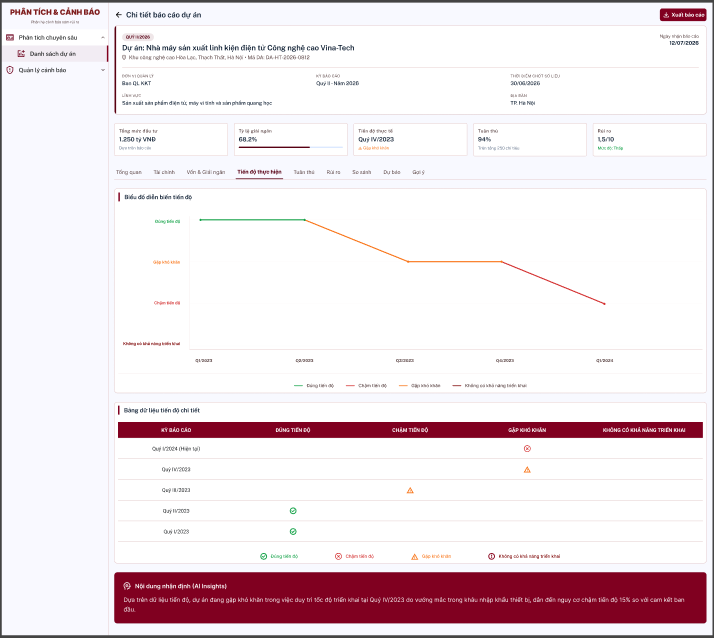 PHÂN TÍCH & CẢNH BÁO
Phân hệ cảnh báo sớm rủi ro
Phân tích chuyên sâu
Danh sách dự án
Quản lý cảnh báo
Chi tiết báo cáo dự án
Xuất báo cáo
QUÝ II/2026
Ngày nhận báo cáo
12/07/2026
Dự án: Nhà máy sản xuất linh kiện điện tử Công nghệ cao Vina-Tech
Khu công nghệ cao Hòa Lạc, Thạch Thất, Hà Nội • Mã DA: DA-HT-2026-0812
ĐƠN VỊ QUẢN LÝ
KỲ BÁO CÁO
THỜI ĐIỂM CHỐT SỐ LIỆU
Ban QL KKT
Quý II - Năm 2026
30/06/2026
LĨNH VỰC
ĐỊA BÀN
Sản xuất sản phẩm điện tử, máy vi tính và sản phẩm quang học
TP. Hà Nội
Tổng mức đầu tư
1.250 tỷ VNĐ
Dựa trên báo cáo
Tỷ lệ giải ngân
68.2%
Tiến độ thực tế
Quý IV/2023
Gặp khó khăn
Tuân thủ
94%
Trên tổng 250 chỉ tiêu
Rủi ro
1.5/10
Mức độ: Thấp
Tổng quan
Tài chính
Vốn & Giải ngân
Tiến độ thực hiện
Tuân thủ
Rủi ro
So sánh
Dự báo
Gợi ý
Biểu đồ diễn biến tiến độ
Đúng tiến độ
Gặp khó khăn
Chậm tiến độ
Không có khả năng triển khai
Q1/2023
Q2/2023
Q3/2023
Q4/2023
Q1/2024
Đúng tiến độ
Chậm tiến độ
Gặp khó khăn
Không có khả năng triển khai
Bảng dữ liệu tiến độ chi tiết
KỲ BÁO CÁO
ĐÚNG TIẾN ĐỘ
CHẬM TIẾN ĐỘ
GẶP KHÓ KHĂN
KHÔNG CÓ KHẢ NĂNG TRIỂN KHAI
Quý I/2024 (Hiện tại)
Quý IV/2023
Quý III/2023
Quý II/2023
Quý I/2023
Đúng tiến độ
Chậm tiến độ
Gặp khó khăn
Không có khả năng triển khai
Nội dung nhận định (AI Insights)
Dựa trên dữ liệu tiến độ, dự án đang gặp khó khăn trong việc duy trì tốc độ triển khai tại Quý IV/2023 do vướng mắc trong khâu nhập khẩu thiết bị, dẫn đến nguy cơ chậm tiến độ 15% so với cam kết ban
đầu.